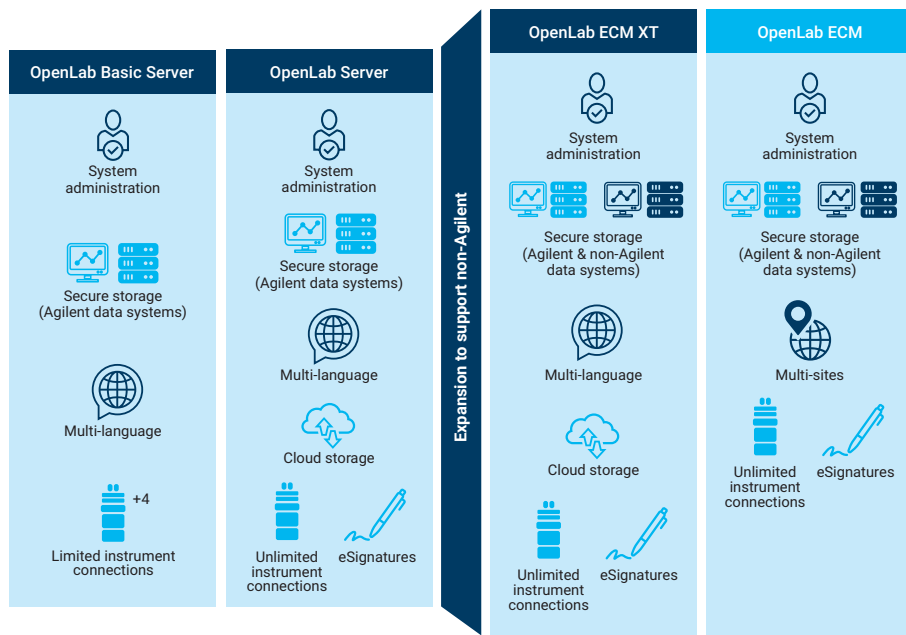 OpenLab Basic Server
System
administration
Secure storage
(Agilent data systems)
Multi-language
+4
Limited instrument
connections
OpenLab Server
System
administration
Secure storage
(Agilent data systems)
Multi-language
Cloud storage
Unlimited
instrument
connections
eSignatures
Expansion to support non-Agilent
OpenLab ECM XT
System
administration
Secure storage
(Agilent & non-Agilent
data systems)
Multi-language
Cloud storage
Unlimited
instrument
connections
eSignatures
OpenLab ECM
System
administration
Secure storage
(Agilent & non-Agilent
data systems)
Multi-sites
Unlimited
instrument
connections
eSignatures